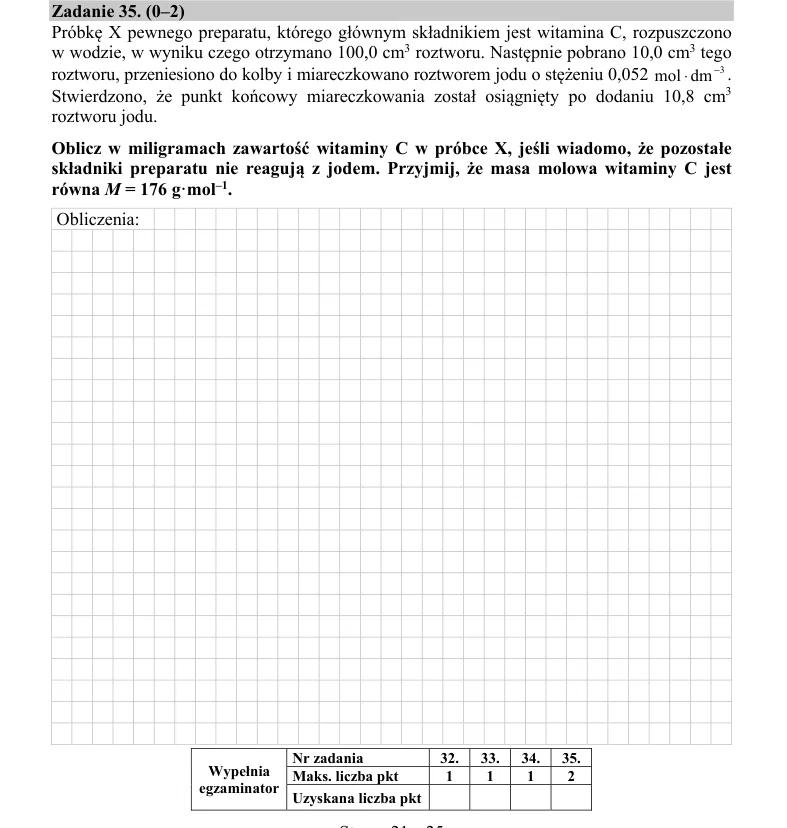 Zadanie 35. (0–2)
Próbkę X pewnego preparatu, którego głównym składnikiem jest witamina C, rozpuszczono
w wodzie, w wyniku czego otrzymano 100,0 cm³ roztworu. Następnie pobrano 10,0 cm³ tego
roztworu, przeniesiono do kolby i miareczkowano roztworem jodu o stężeniu 0,052 mol · dm⁻³.
Stwierdzono, że punkt końcowy miareczkowania został osiągnięty po dodaniu 10,8 cm³
roztworu jodu.
Oblicz w miligramach zawartość witaminy C w próbce X, jeśli wiadomo, że pozostałe
składniki preparatu nie reagują z jodem. Przyjmij, że masa molowa witaminy C jest
równa M = 176 g·mol⁻¹.
Obliczenia:
Wypełnia egzaminator
Nr zadania 32. 33. 34. 35.
Maks. liczba pkt 1 1 1 2
Uzyskana liczba pkt